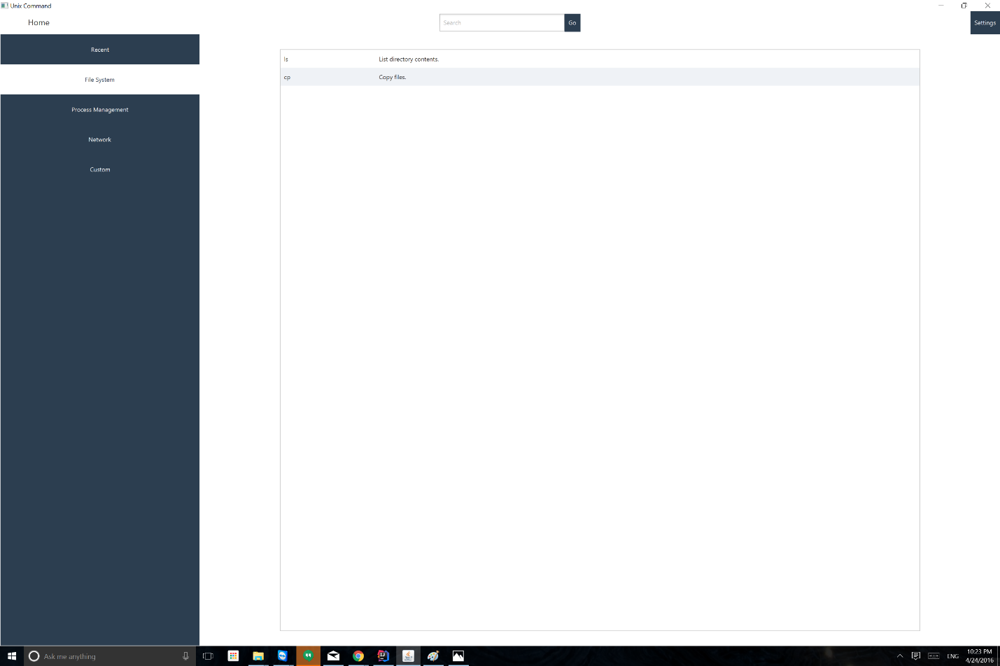 Unix Command
Home
Search
Go
Settings
Recent
File System
Process Management
Network
Custom
ls List directory contents.
cp Copy files.
Ask me anything
ENG
10:23 PM
4/24/2016